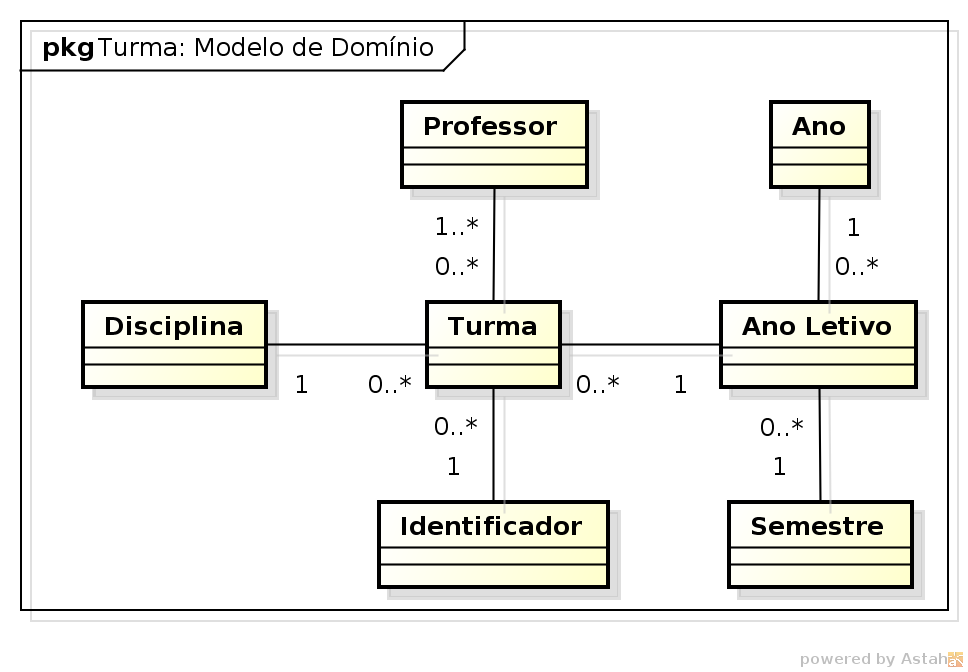 pkg Turma: Modelo de Domínio
Professor
Ano
1..*
1
0..*
0..*
Disciplina
Turma
Ano Letivo
1
0..*
0..*
1
0..*
0..*
1
1
Identificador
Semestre
powered by Astah